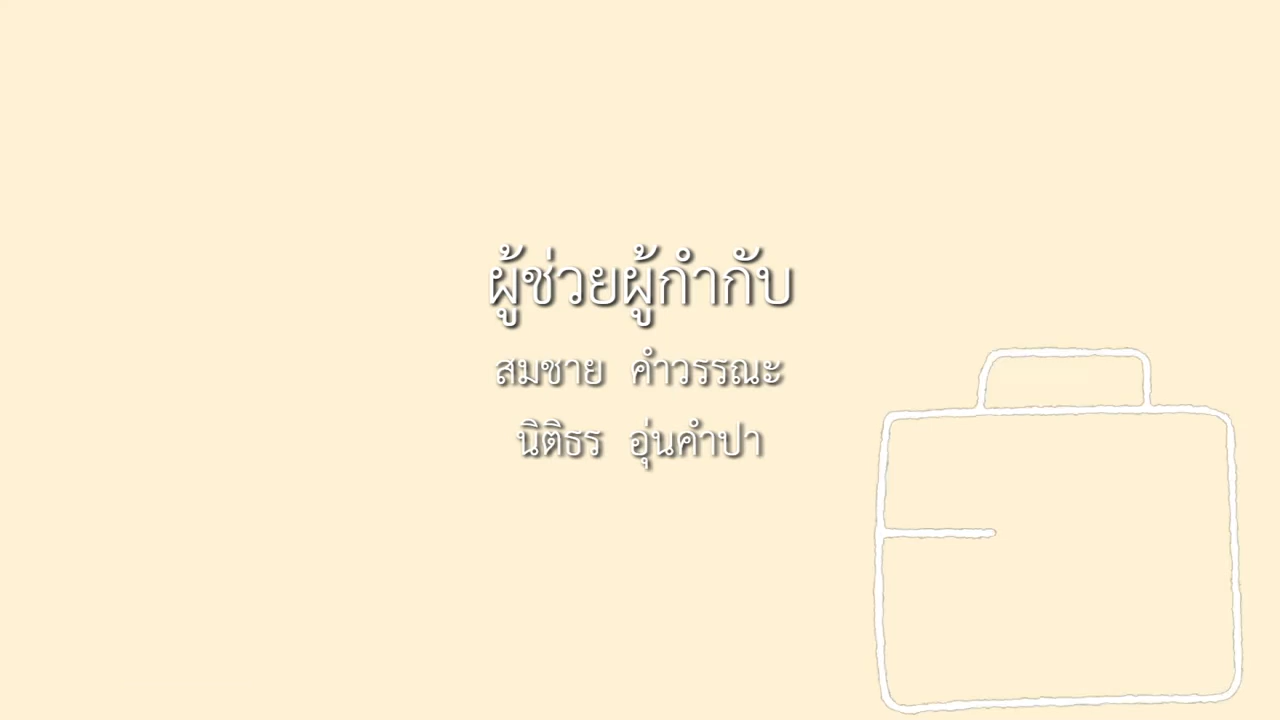 ผู้ช่วยผู้กำกับ
สมชาย คำวรรณะ
นิติธร อุ่นคำปา